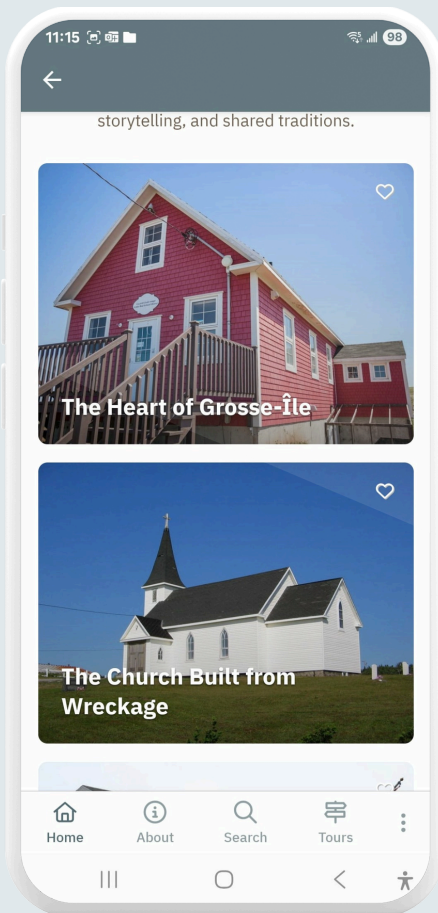 11:15
98
storytelling, and shared traditions.
The Heart of Grosse-Île
The Church Built from
Wreckage
Home
About
Search
Tours